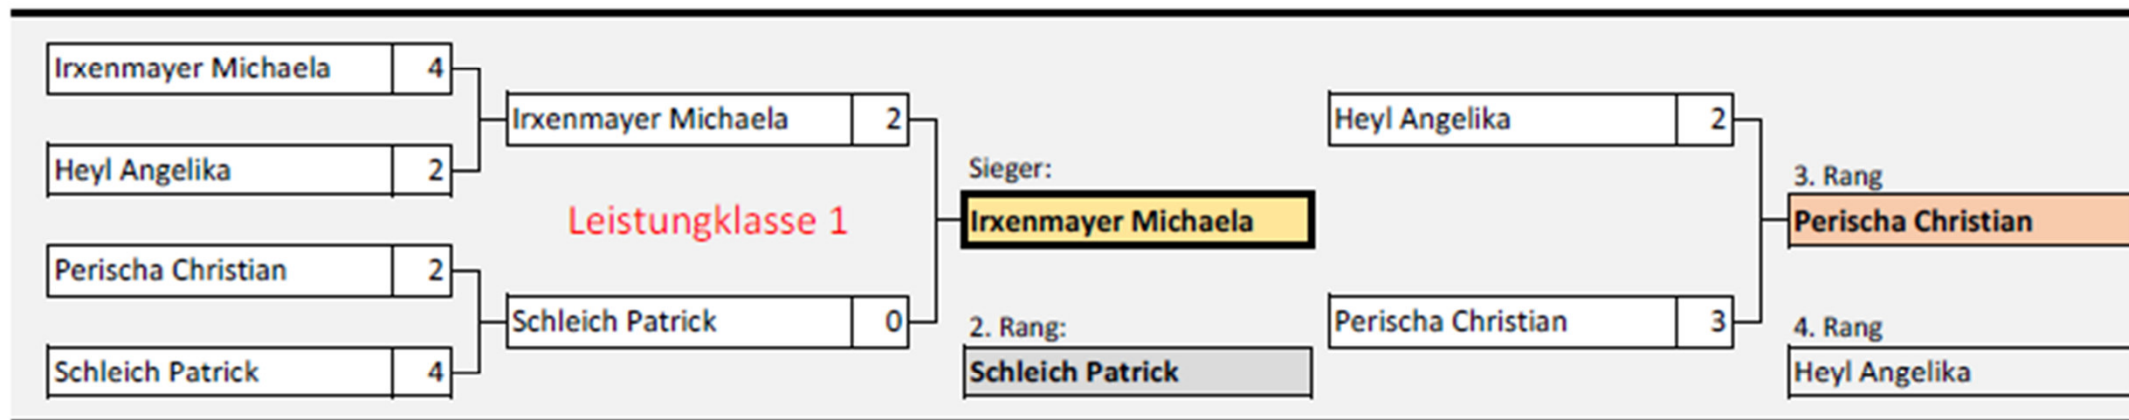 Irxenmayer Michaela 4
Heyl Angelika 2
Perischa Christian 2
Schleich Patrick 4
Irxenmayer Michaela 2
Leistungklasse 1
Schleich Patrick 0
Sieger:
Irxenmayer Michaela
2. Rang:
Schleich Patrick
Heyl Angelika 2
Perischa Christian 3
3. Rang
Perischa Christian
4. Rang
Heyl Angelika